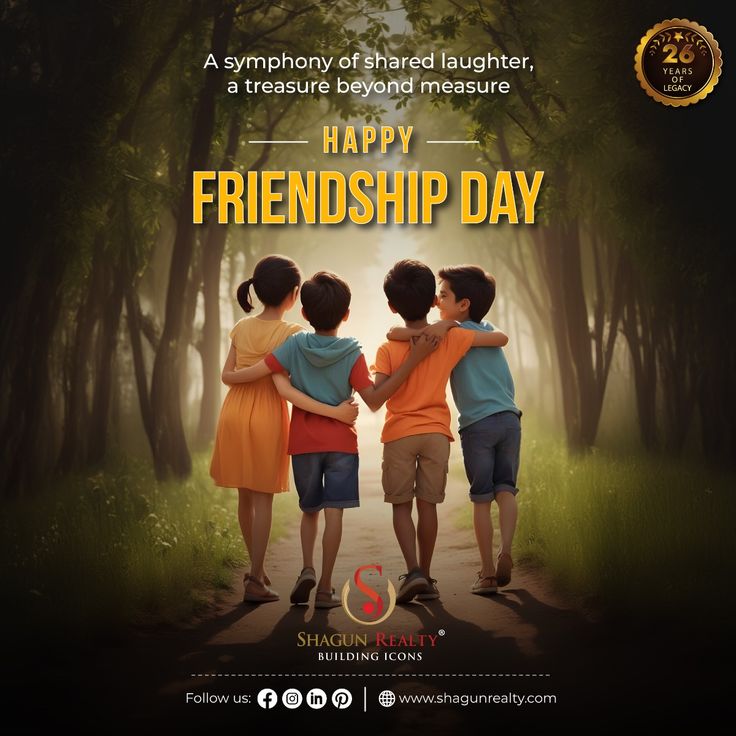 A symphony of shared laughter,
a treasure beyond measure
26
YEARS
OF
LEGACY
HAPPY
FRIENDSHIP DAY
S
SHAGUN REALTY®
BUILDING ICONS
Follow us: | www.shagunrealty.com